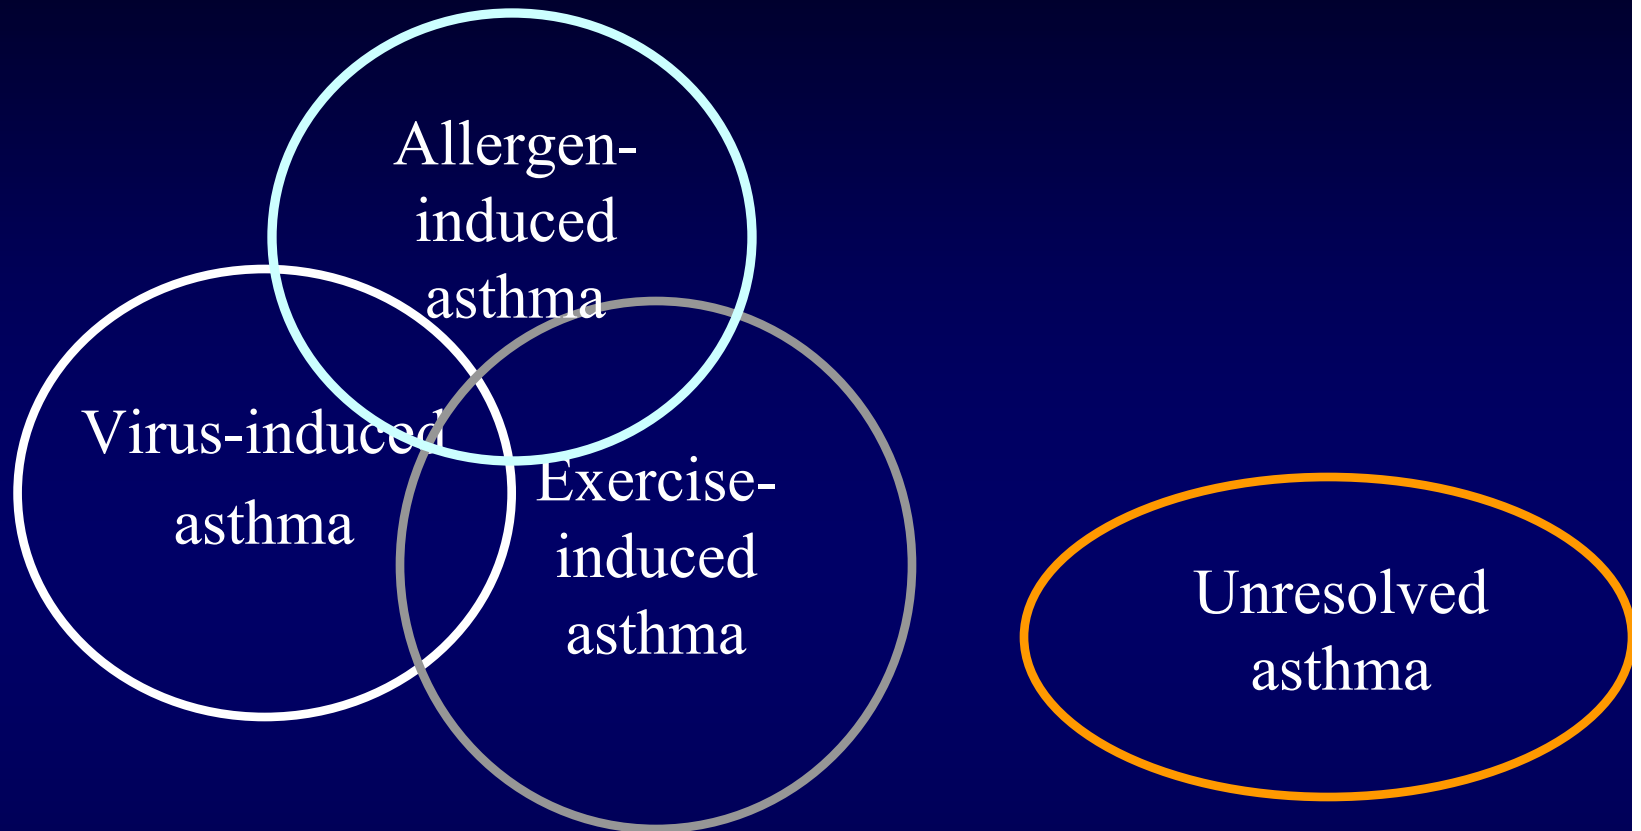 Allergen-
induced
asthma
Virus-induced
asthma
Exercise-
induced
asthma
Unresolved
asthma